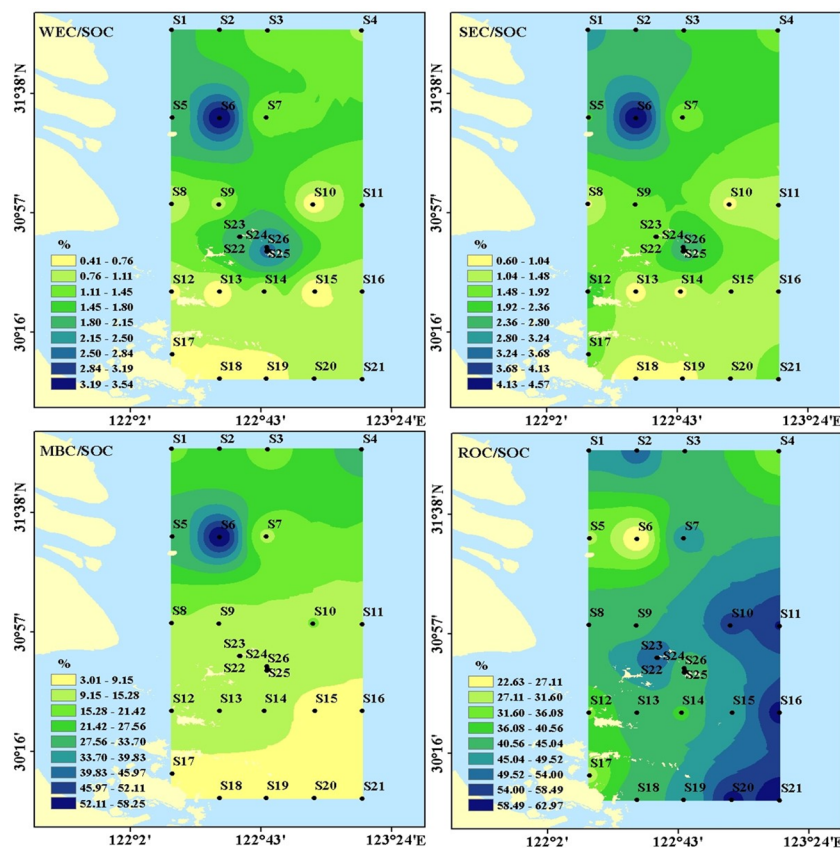 WEC/SOC
S1
S2
S3
S4
S5
S6
S7
S8
S9
S10
S11
S23
S24
S22
S26
S25
S12
S13
S14
S15
S16
S17
S18
S19
S20
S21
%
0.41 - 0.76
0.76 - 1.11
1.11 - 1.45
1.45 - 1.80
1.80 - 2.15
2.15 - 2.50
2.50 - 2.84
2.84 - 3.19
3.19 - 3.54
31°38'N
30°57'
30°16'
122°2'
122°43'
123°24'E
SEC/SOC
S1
S2
S3
S4
S5
S6
S7
S8
S9
S10
S11
S23
S24
S22
S26
S25
S12
S13
S14
S15
S16
S17
S18
S19
S20
S21
%
0.60 - 1.04
1.04 - 1.48
1.48 - 1.92
1.92 - 2.36
2.36 - 2.80
2.80 - 3.24
3.24 - 3.68
3.68 - 4.13
4.13 - 4.57
31°38'N
30°57'
30°16'
122°2'
122°43'
123°24'E
MBC/SOC
S1
S2
S3
S4
S5
S6
S7
S8
S9
S10
S11
S23
S24
S22
S26
S25
S12
S13
S14
S15
S16
S17
S18
S19
S20
S21
%
3.01 - 9.15
9.15 - 15.28
15.28 - 21.42
21.42 - 27.56
27.56 - 33.70
33.70 - 39.83
39.83 - 45.97
45.97 - 52.11
52.11 - 58.25
31°38'N
30°57'
30°16'
122°2'
122°43'
123°24'E
ROC/SOC
S1
S2
S3
S4
S5
S6
S7
S8
S9
S10
S11
S23
S24
S22
S26
S25
S12
S13
S14
S15
S16
S17
S18
S19
S20
S21
%
22.63 - 27.11
27.11 - 31.60
31.60 - 36.08
36.08 - 40.56
40.56 - 45.04
45.04 - 49.52
49.52 - 54.00
54.00 - 58.49
58.49 - 62.97
31°38'N
30°57'
30°16'
122°2'
122°43'
123°24'E